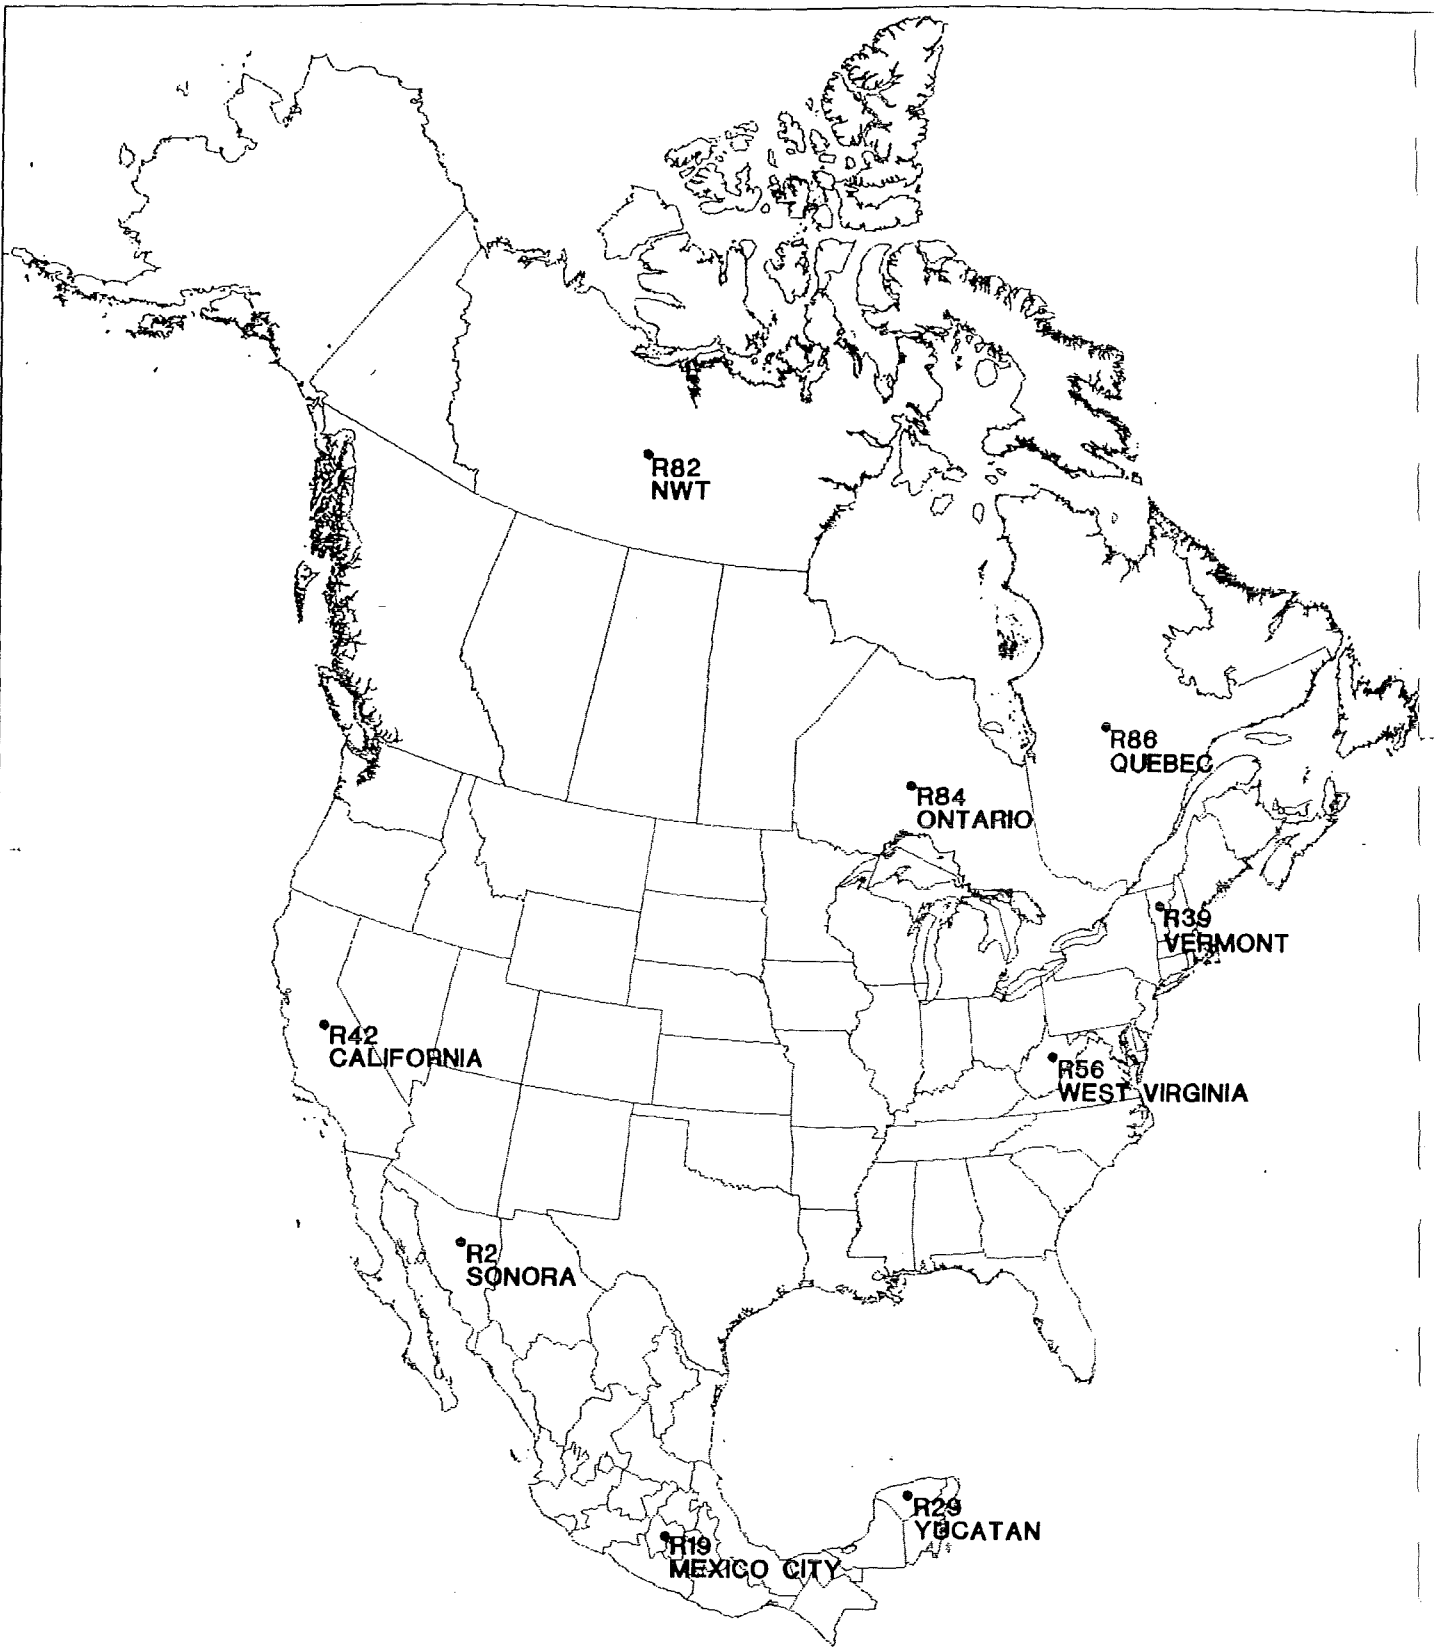 R82
NWT
R86
QUEBEC
R84
ONTARIO
R39
VERMONT
R42
CALIFORNIA
R56
WEST VIRGINIA
R2
SONORA
R29
YUCATAN
R19
MEXICO CITY